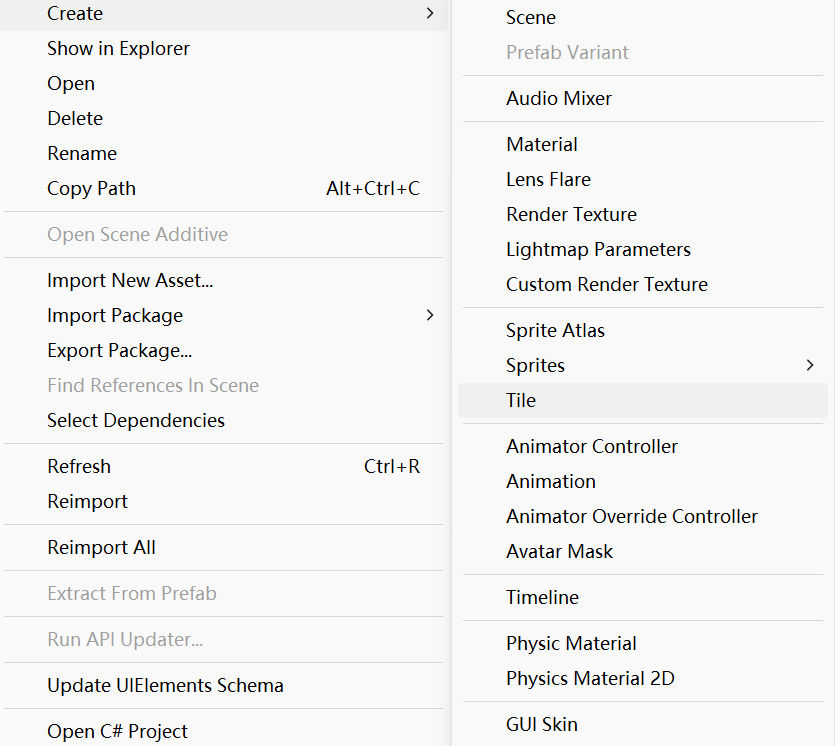 Create
Show in Explorer
Open
Delete
Rename
Copy Path Alt+Ctrl+C
Open Scene Additive
Import New Asset...
Import Package
Export Package...
Find References In Scene
Select Dependencies
Refresh Ctrl+R
Reimport
Reimport All
Extract From Prefab
Run API Updater...
Update UIElements Schema
Open C# Project
Scene
Prefab Variant
Audio Mixer
Material
Lens Flare
Render Texture
Lightmap Parameters
Custom Render Texture
Sprite Atlas
Sprites
Tile
Animator Controller
Animation
Animator Override Controller
Avatar Mask
Timeline
Physic Material
Physics Material 2D
GUI Skin